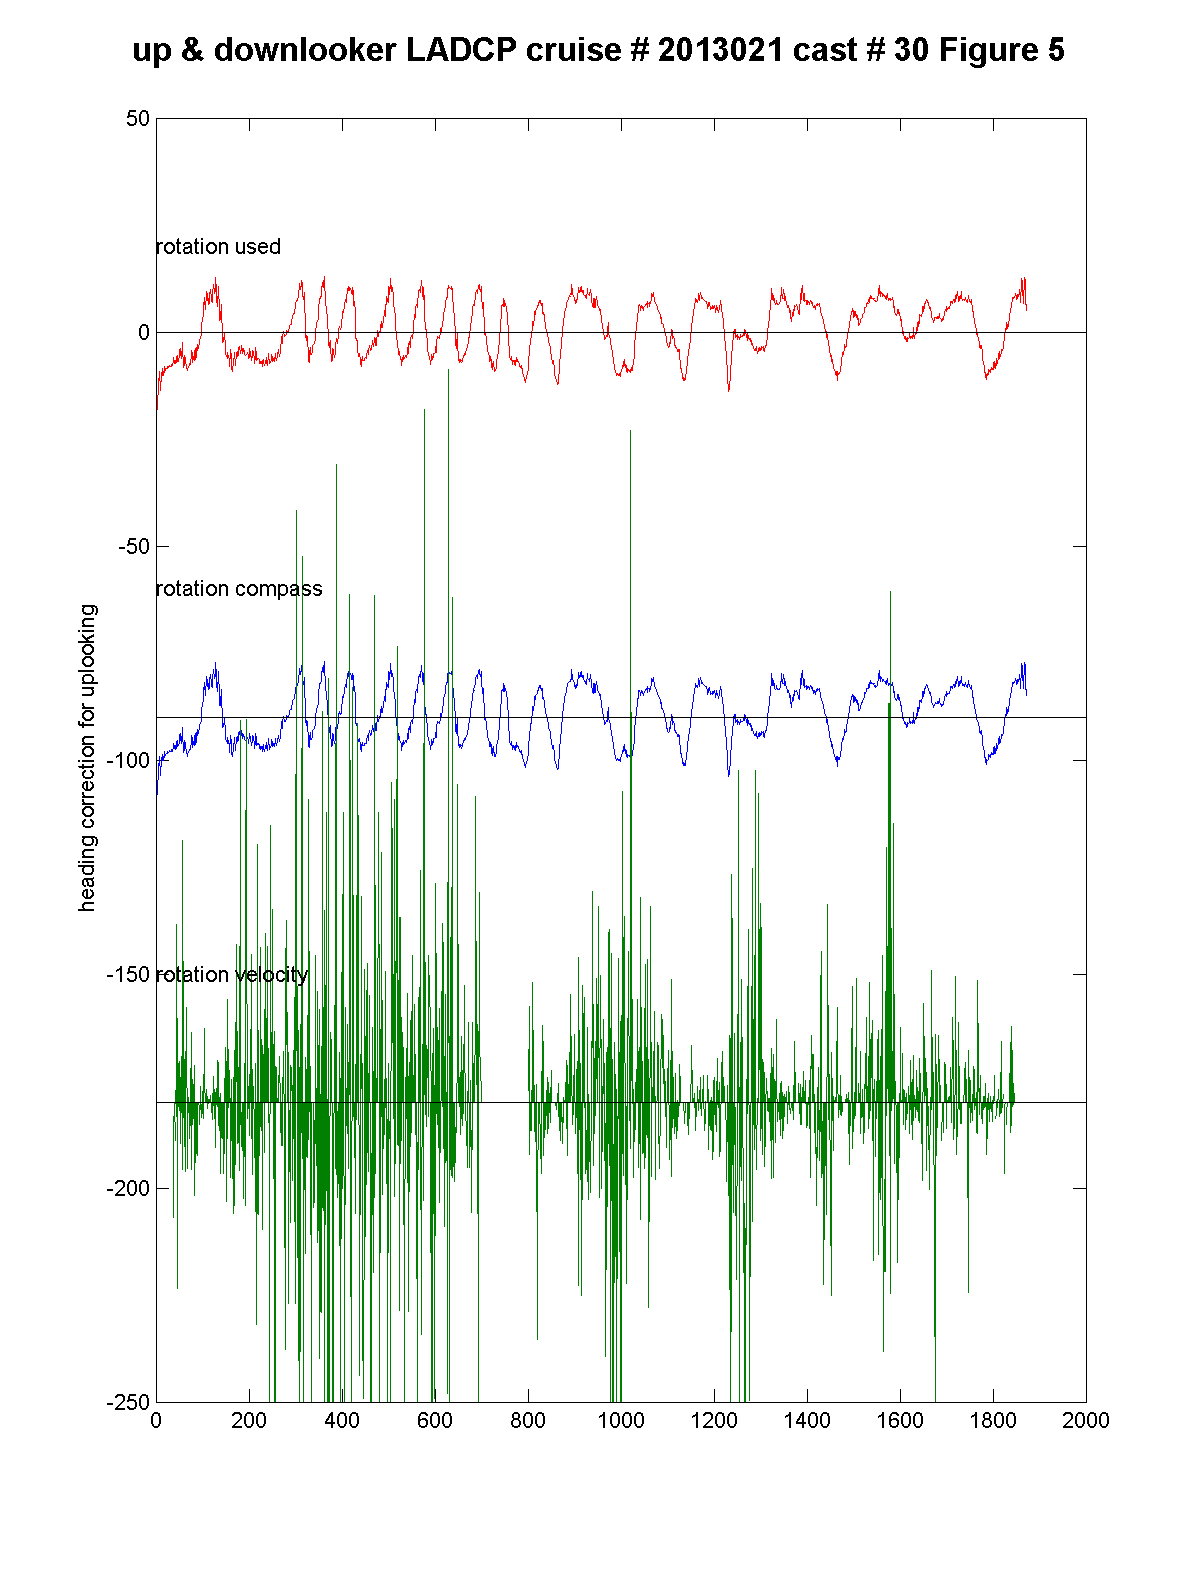 up & downlooker LADCP cruise # 2013021 cast # 30 Figure 5
50
rotation used
0
-50
rotation compass
heading correction for uplooking
-100
-150
rotation velocity
-200
-250
0 200 400 600 800 1000 1200 1400 1600 1800 2000